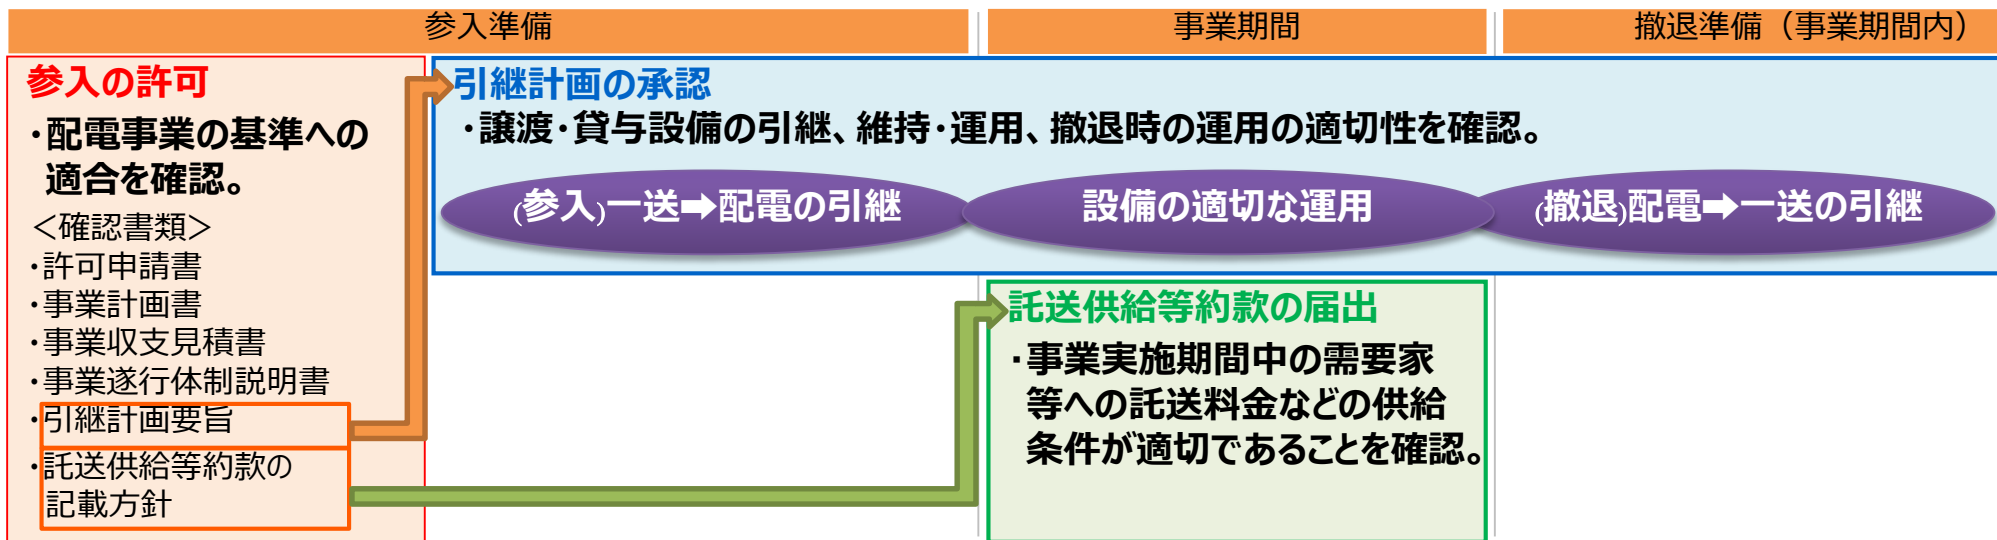 参入準備
事業期間
撤退準備（事業期間内）
参入の許可
・配電事業の基準への
適合を確認。
＜確認書類＞
・許可申請書
・事業計画書
・事業収支見積書
・事業遂行体制説明書
・引継計画要旨
・託送供給等約款の
記載方針
引継計画の承認
・譲渡・貸与設備の引継、維持・運用、撤退時の運用の適切性を確認。
(参入)一送➡配電の引継
設備の適切な運用
(撤退)配電➡一送の引継
託送供給等約款の届出
・事業実施期間中の需要家
等への託送料金などの供給
条件が適切であることを確認。